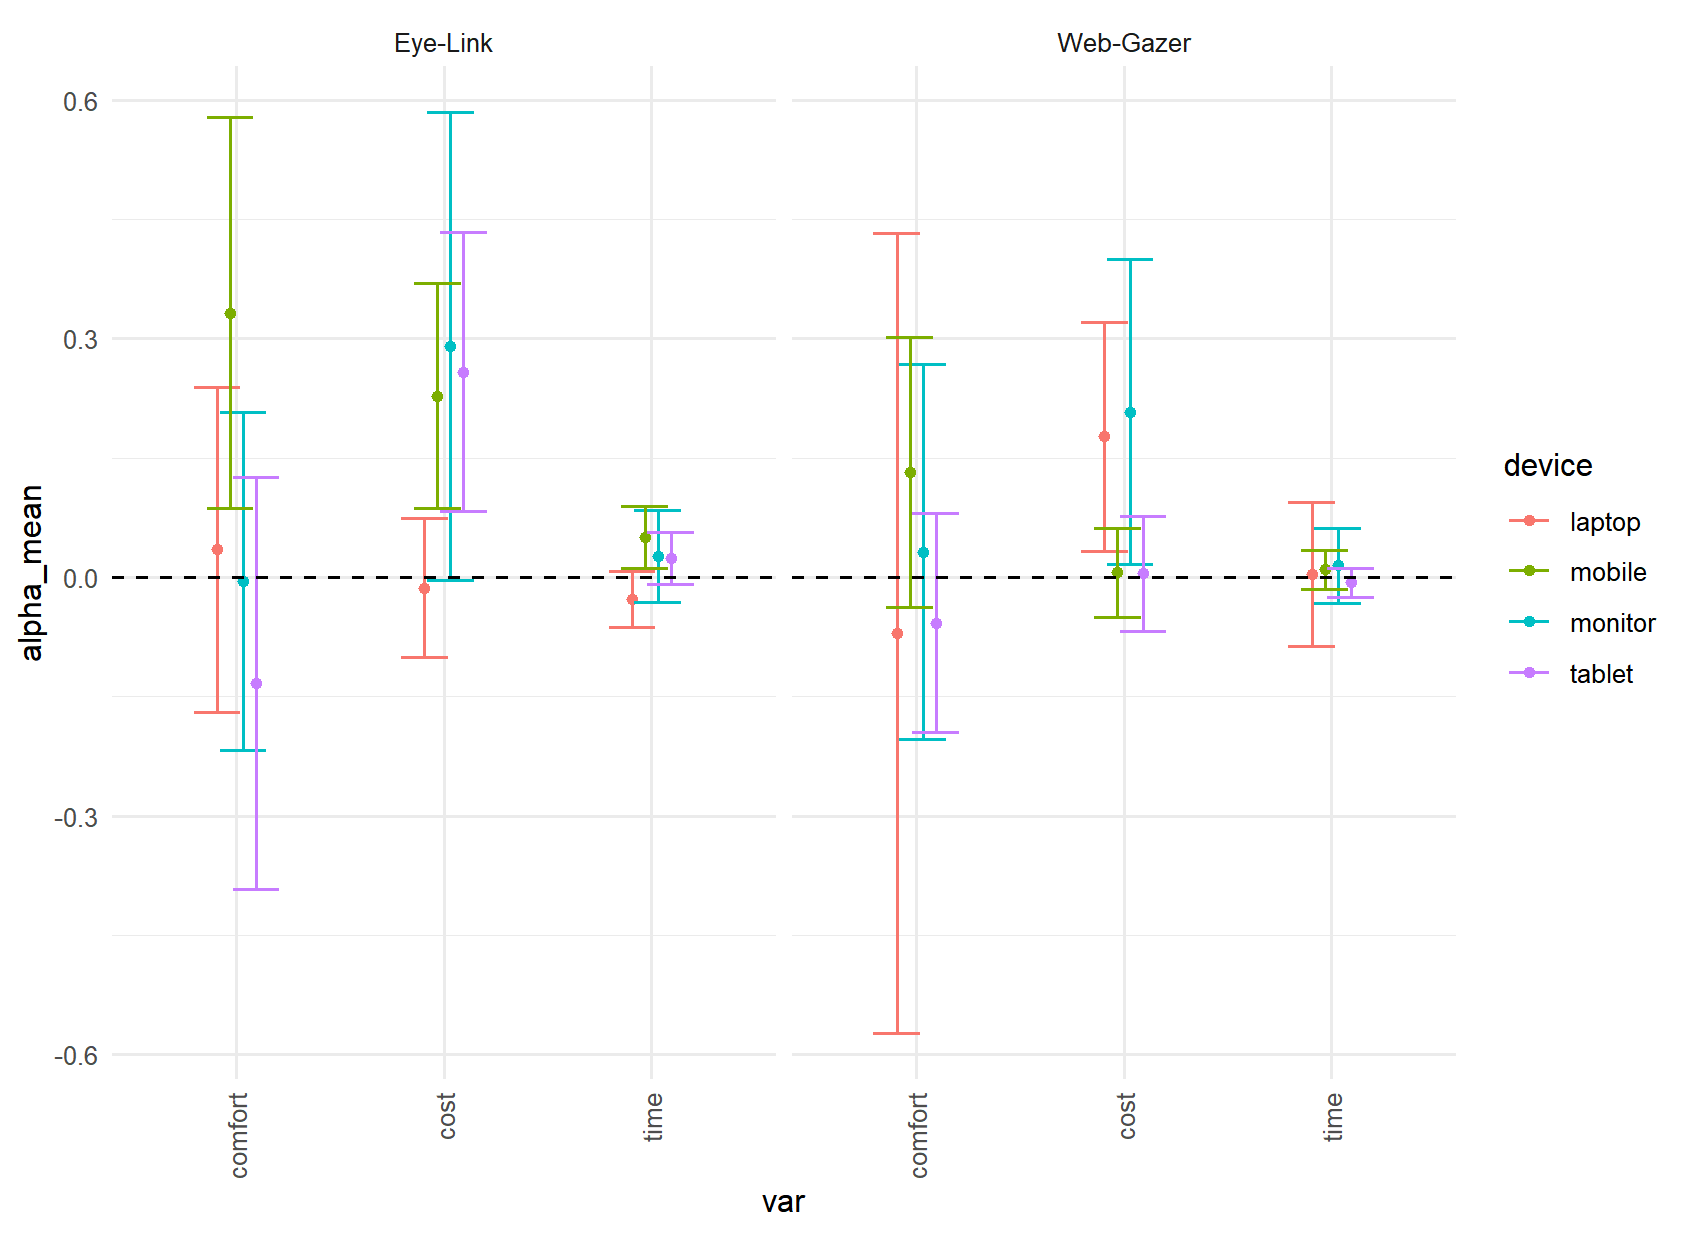 Eye-Link
Web-Gazer
alpha_mean
0.6
0.3
0.0
-0.3
-0.6
comfort
cost
time
comfort
cost
time
var
device
laptop
mobile
monitor
tablet